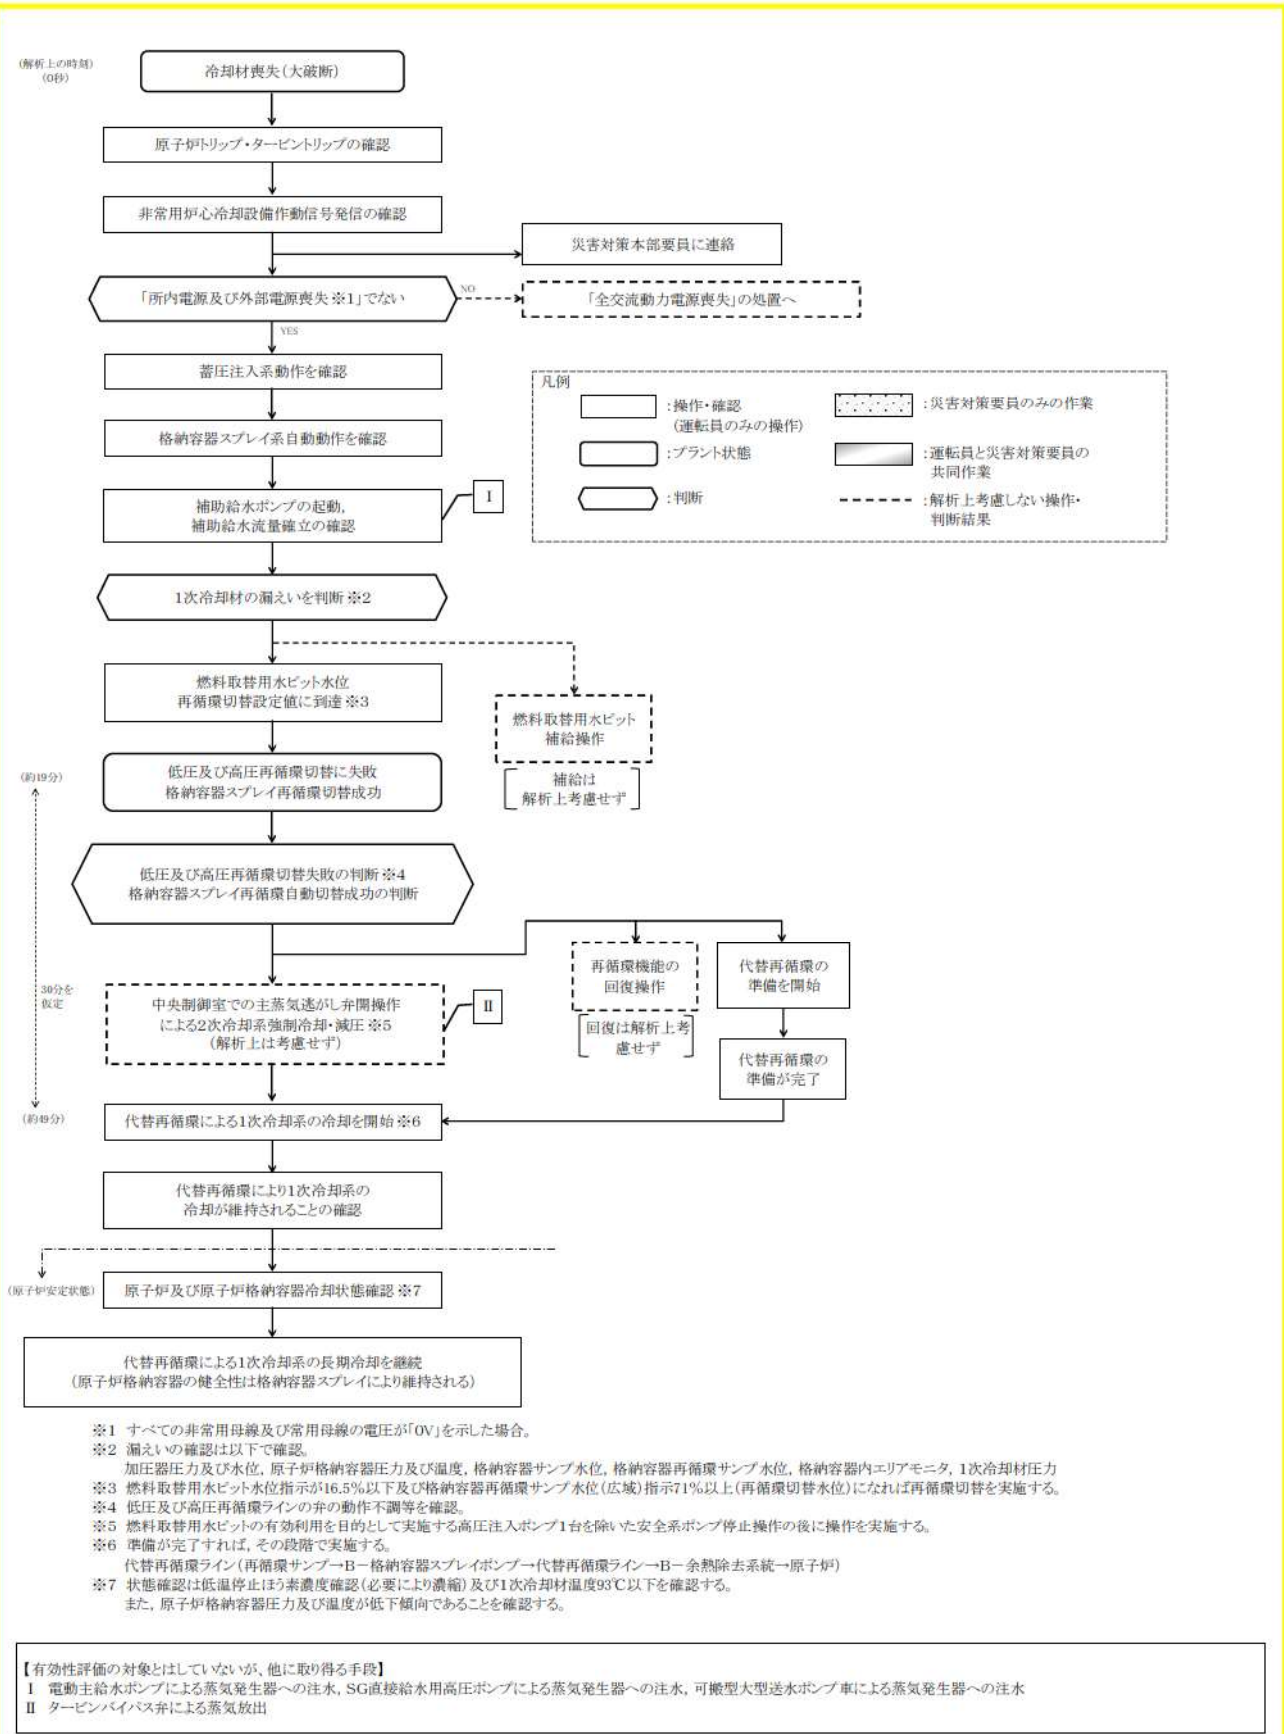 (解析上の時刻)
(0秒)
冷却材喪失(大破断)
原子炉トリップ・タービントリップの確認
非常用炉心冷却設備作動信号発信の確認
災害対策本部要員に連絡
「所内電源及び外部電源喪失※1」でない
NO
「全交流動力電源喪失」の処置へ
YES
蓄圧注入系動作を確認
格納容器スプレイ系自動動作を確認
補助給水ポンプの起動,
補助給水流量確立の確認
I
凡例
:操作・確認
(運転員のみの操作)
:プラント状態
:判断
:災害対策要員のみの作業
:運転員と災害対策要員の
共同作業
:解析上考慮しない操作・
判断結果
1次冷却材の漏えいを判断※2
燃料取替用水ピット水位
再循環切替設定値に到達※3
燃料取替用水ピット
補給操作
補給は
解析上考慮せず
(約19分)
低圧及び高圧再循環切替に失敗
格納容器スプレイ再循環切替成功
低圧及び高圧再循環切替失敗の判断※4
格納容器スプレイ再循環自動切替成功の判断
30分を
仮定
中央制御室での主蒸気逃がし弁開操作
による2次冷却系強制冷却・減圧※5
(解析上は考慮せず)
II
再循環機能の
回復操作
回復は解析上考
慮せず
代替再循環の
準備を開始
代替再循環の
準備が完了
(約49分)
代替再循環による1次冷却系の冷却を開始※6
代替再循環により1次冷却系の
冷却が維持されることの確認
(原子炉安定状態)
原子炉及び原子炉格納容器冷却状態確認※7
代替再循環による1次冷却系の長期冷却を継続
(原子炉格納容器の健全性は格納容器スプレイにより維持される)
※1 すべての非常用母線及び常用母線の電圧が「0V」を示した場合。
※2 漏えいの確認は以下で確認。
加圧器圧力及び水位, 原子炉格納容器圧力及び温度, 格納容器サンプ水位, 格納容器再循環サンプ水位, 格納容器内エリアモニタ, 1次冷却材圧力
※3 燃料取替用水ピット水位指示が16.5%以下及び格納容器再循環サンプ水位(広域)指示71%以上(再循環切替水位)になれば再循環切替を実施する。
※4 低圧及び高圧再循環ラインの弁の動作不調等を確認。
※5 燃料取替用水ピットの有効利用を目的として実施する高圧注入ポンプ1台を除いた安全系ポンプ停止操作の後に操作を実施する。
※6 準備が完了すれば, その段階で実施する。
代替再循環ライン(再循環サンプ→B-格納容器スプレイポンプ→代替再循環ライン→B-余熱除去系統→原子炉)
※7 状態確認は低温停止ほう素濃度確認(必要により濃縮)及び1次冷却材温度93℃以下を確認する。
また, 原子炉格納容器圧力及び温度が低下傾向であることを確認する。
【有効性評価の対象とはしていないが、他に取り得る手段】
I 電動主給水ポンプによる蒸気発生器への注水, SG直接給水用高圧ポンプによる蒸気発生器への注水, 可搬型大型送水ポンプ車による蒸気発生器への注水
II タービンバイパス弁による蒸気放出